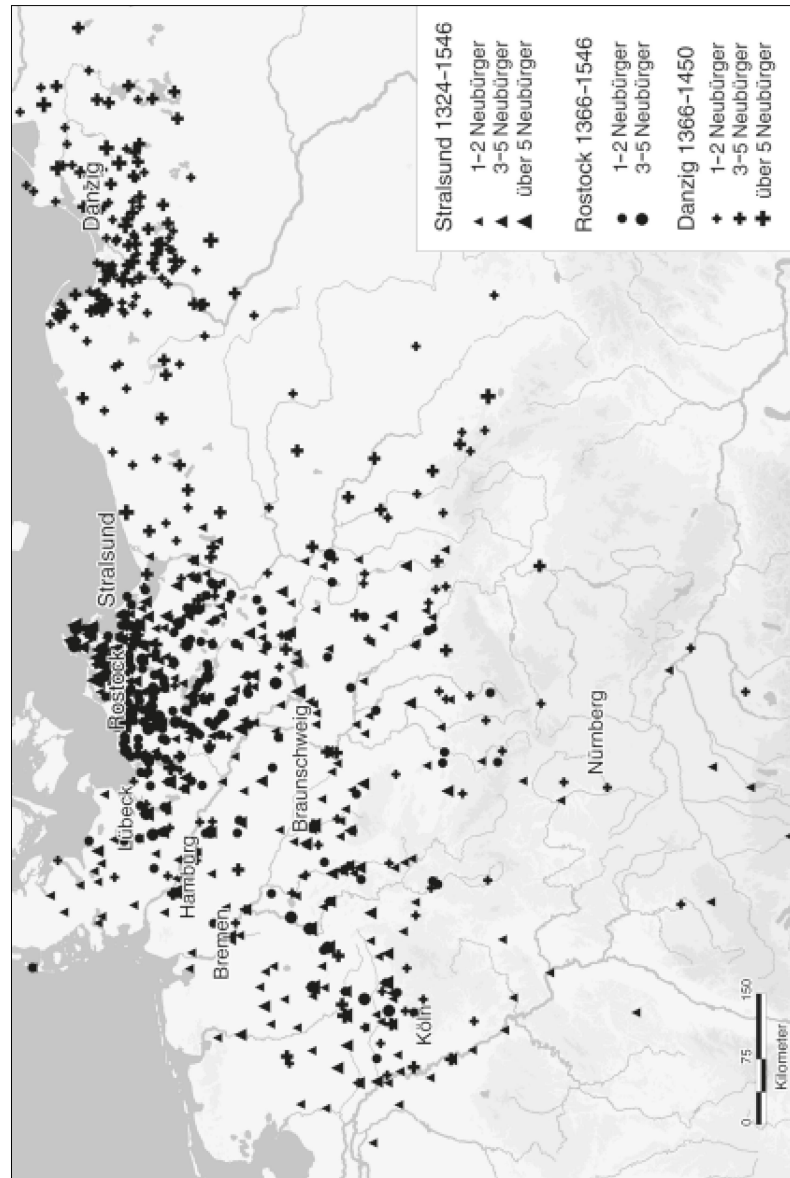 Danzig
Stralsund
Rostock
Lübeck
Hamburg
Bremen
Braunschweig
Köln
Nürnberg
Stralsund 1324–1546
1–2 Neubürger
3–5 Neubürger
über 5 Neubürger
Rostock 1366–1546
1–2 Neubürger
3–5 Neubürger
Danzig 1366–1450
1–2 Neubürger
3–5 Neubürger
über 5 Neubürger
0 75 150
Kilometer